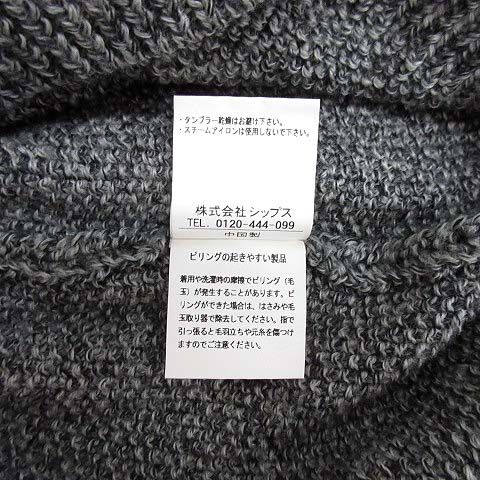 ・タンブラー乾燥はお避け下さい。
・スチームアイロンは使用しないで下さい。
株式会社シップス
TEL. 0120-444-099
中国製
ピリングの起きやすい製品
着用や洗濯時の摩擦でピリング（毛
玉）が発生することがあります。ピ
リングができた場合は、はさみや毛
玉取り器で除去してください。指で
引っ張ると毛羽立ちや元糸を傷つけ
ますのでご注意ください。